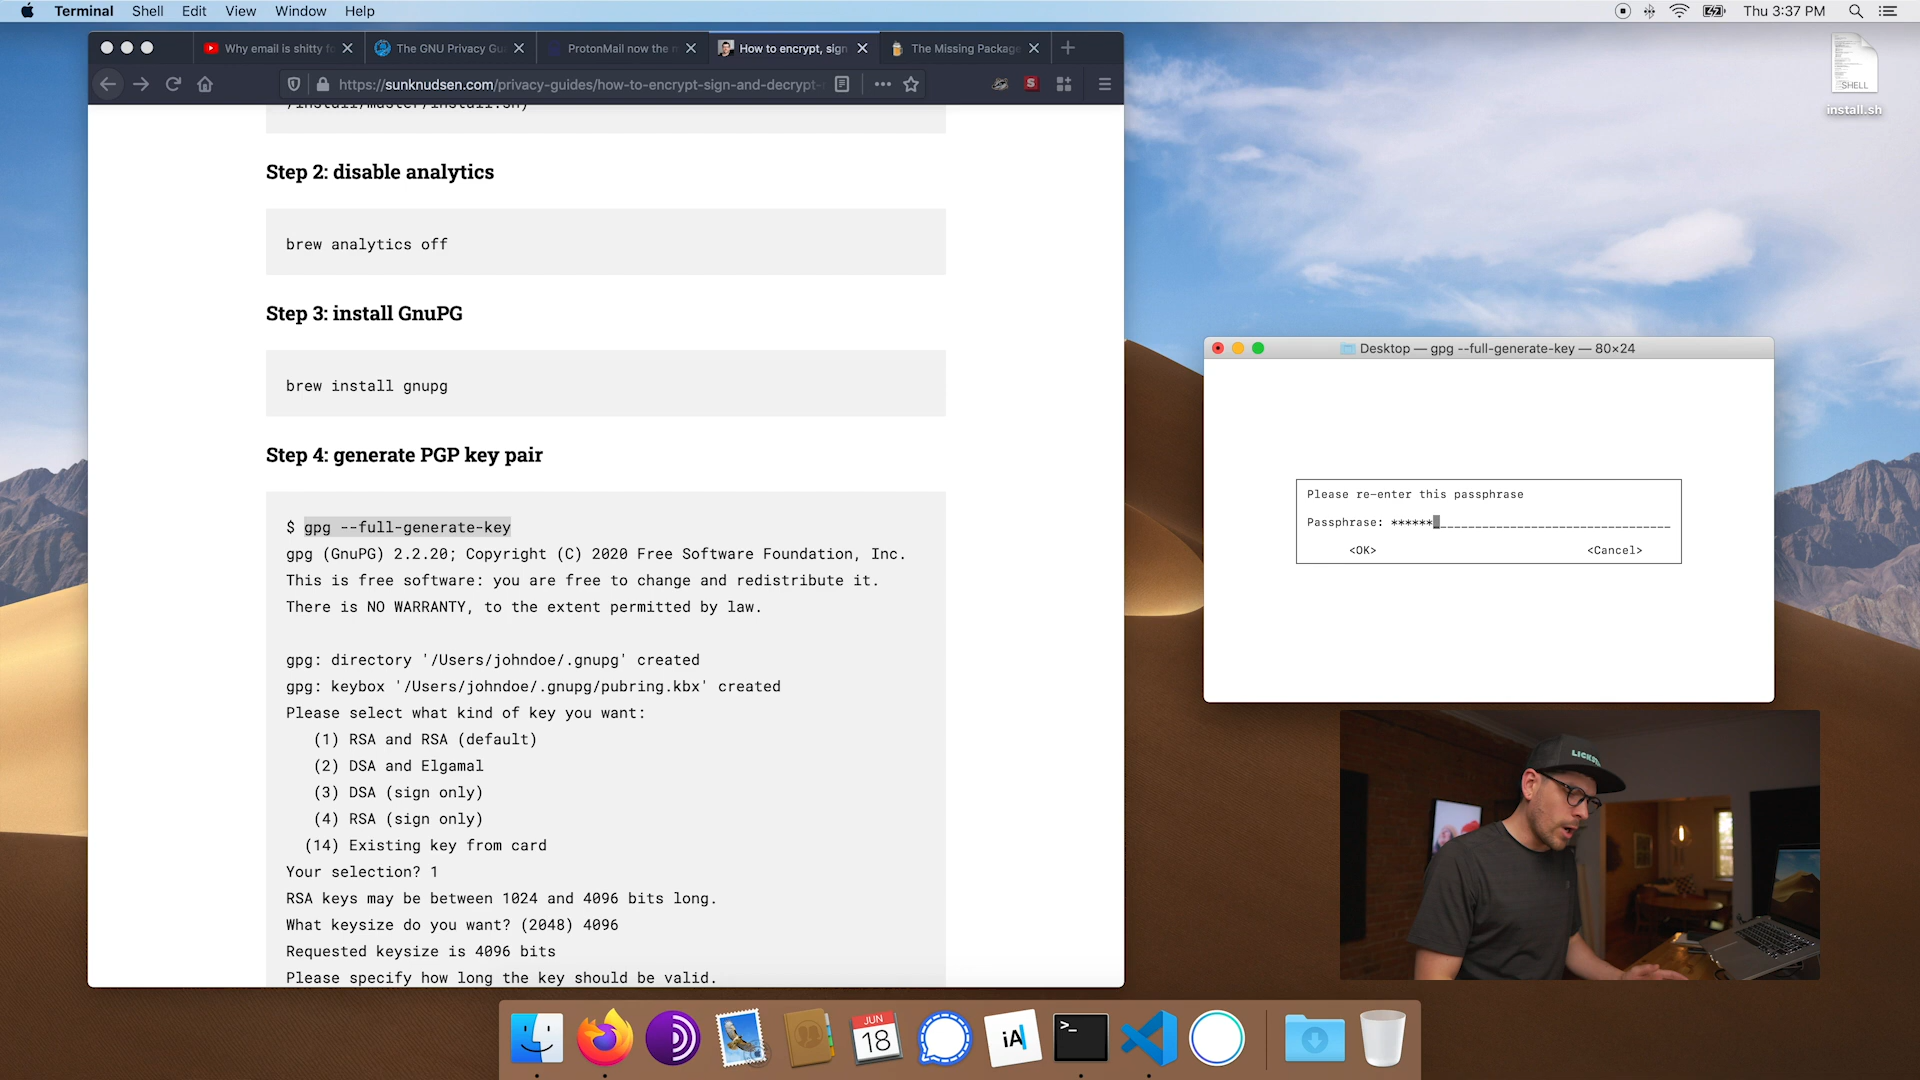 Terminal Shell Edit View Window Help
Thu 3:37 PM
Why email is shitty fo
The GNU Privacy Gu
ProtonMail now the m
How to encrypt, sign
The Missing Package
https://sunknudsen.com/privacy-guides/how-to-encrypt-sign-and-decrypt-
/install/master/install.sh)
Step 2: disable analytics
brew analytics off
Step 3: install GnuPG
brew install gnupg
Step 4: generate PGP key pair
$ gpg --full-generate-key
gpg (GnuPG) 2.2.20; Copyright (C) 2020 Free Software Foundation, Inc.
This is free software: you are free to change and redistribute it.
There is NO WARRANTY, to the extent permitted by law.
gpg: directory '/Users/johndoe/.gnupg' created
gpg: keybox '/Users/johndoe/.gnupg/pubring.kbx' created
Please select what kind of key you want:
(1) RSA and RSA (default)
(2) DSA and Elgamal
(3) DSA (sign only)
(4) RSA (sign only)
(14) Existing key from card
Your selection? 1
RSA keys may be between 1024 and 4096 bits long.
What keysize do you want? (2048) 4096
Requested keysize is 4096 bits
Please specify how long the key should be valid.
SHELL
install.sh
Desktop — gpg --full-generate-key — 80×24
Please re-enter this passphrase
Passphrase: ******
<OK> <Cancel>
JUN
18
iA
>_